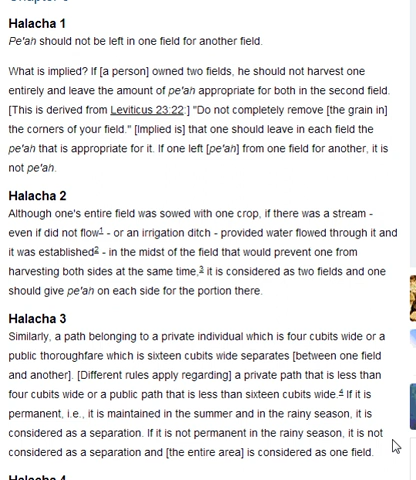 Halacha 1
Pe'ah should not be left in one field for another field.
What is implied? If [a person] owned two fields, he should not harvest one
entirely and leave the amount of pe'ah appropriate for both in the second field.
[This is derived from Leviticus 23:22:] "Do not completely remove [the grain in]
the corners of your field." [Implied is] that one should leave in each field the
pe'ah that is appropriate for it. If one left [pe'ah] from one field for another, it is
not pe'ah.
Halacha 2
Although one's entire field was sowed with one crop, if there was a stream -
even if did not flow1 - or an irrigation ditch - provided water flowed through it and
it was established2 - in the midst of the field that would prevent one from
harvesting both sides at the same time,3 it is considered as two fields and one
should give pe'ah on each side for the portion there.
Halacha 3
Similarly, a path belonging to a private individual which is four cubits wide or a
public thoroughfare which is sixteen cubits wide separates [between one field
and another]. [Different rules apply regarding] a private path that is less than
four cubits wide or a public path that is less than sixteen cubits wide.4 If it is
permanent, i.e., it is maintained in the summer and in the rainy season, it is
considered as a separation. If it is not permanent in the rainy season, it is not
considered as a separation and [the entire area] is considered as one field.